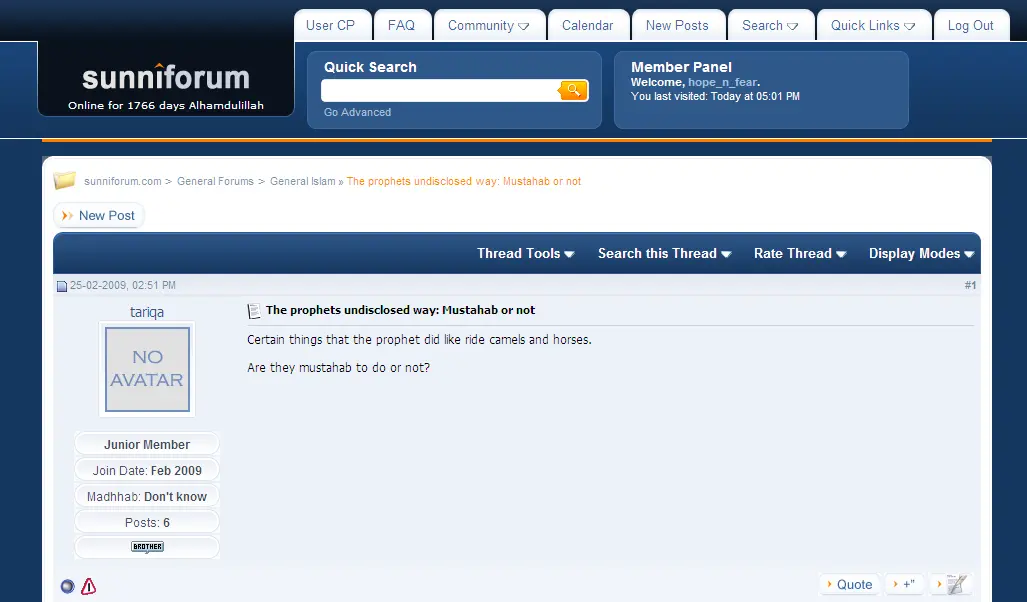 User CP
FAQ
Community
Calendar
New Posts
Search
Quick Links
Log Out
sunniforum
Online for 1766 days Alhamdulillah
Quick Search
Go Advanced
Member Panel
Welcome, hope_n_fear.
You last visited: Today at 05:01 PM
sunniforum.com > General Forums > General Islam » The prophets undisclosed way: Mustahab or not
New Post
Thread Tools
Search this Thread
Rate Thread
Display Modes
25-02-2009, 02:51 PM
#1
tariqa
NO
AVATAR
Junior Member
Join Date: Feb 2009
Madhhab: Don't know
Posts: 6
BROTHER
The prophets undisclosed way: Mustahab or not
Certain things that the prophet did like ride camels and horses.
Are they mustahab to do or not?
Quote
+"